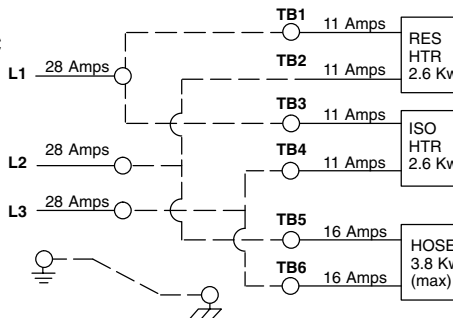 TB1 11 Amps
RES
HTR
2.6 Kw
L1 28 Amps
TB2 11 Amps
TB3 11 Amps
ISO
HTR
2.6 Kw
L2 28 Amps
TB4 11 Amps
L3 28 Amps
TB5 16 Amps
HOSE
3.8 Kw
(max)
TB6 16 Amps